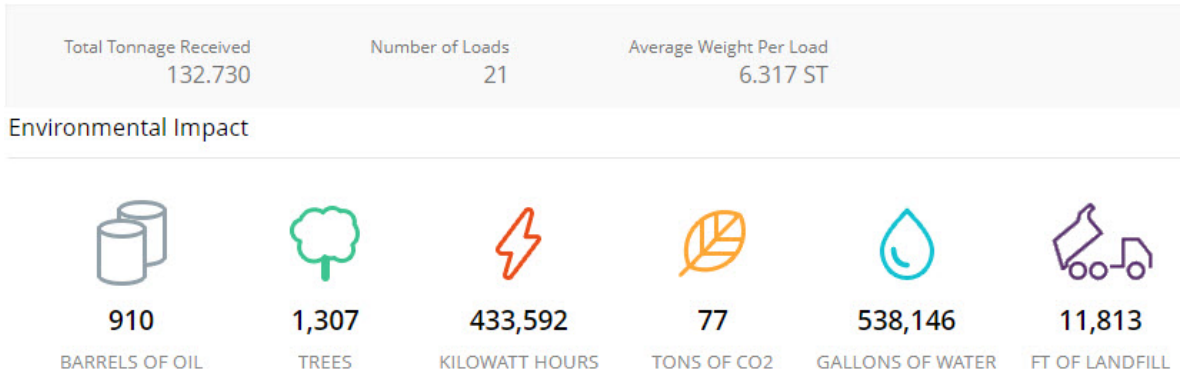 Total Tonnage Received Number of Loads Average Weight Per Load
132.730 21 6.317 ST
Environmental Impact
910 1,307 433,592 77 538,146 11,813
BARRELS OF OIL TREES KILOWATT HOURS TONS OF CO2 GALLONS OF WATER FT OF LANDFILL